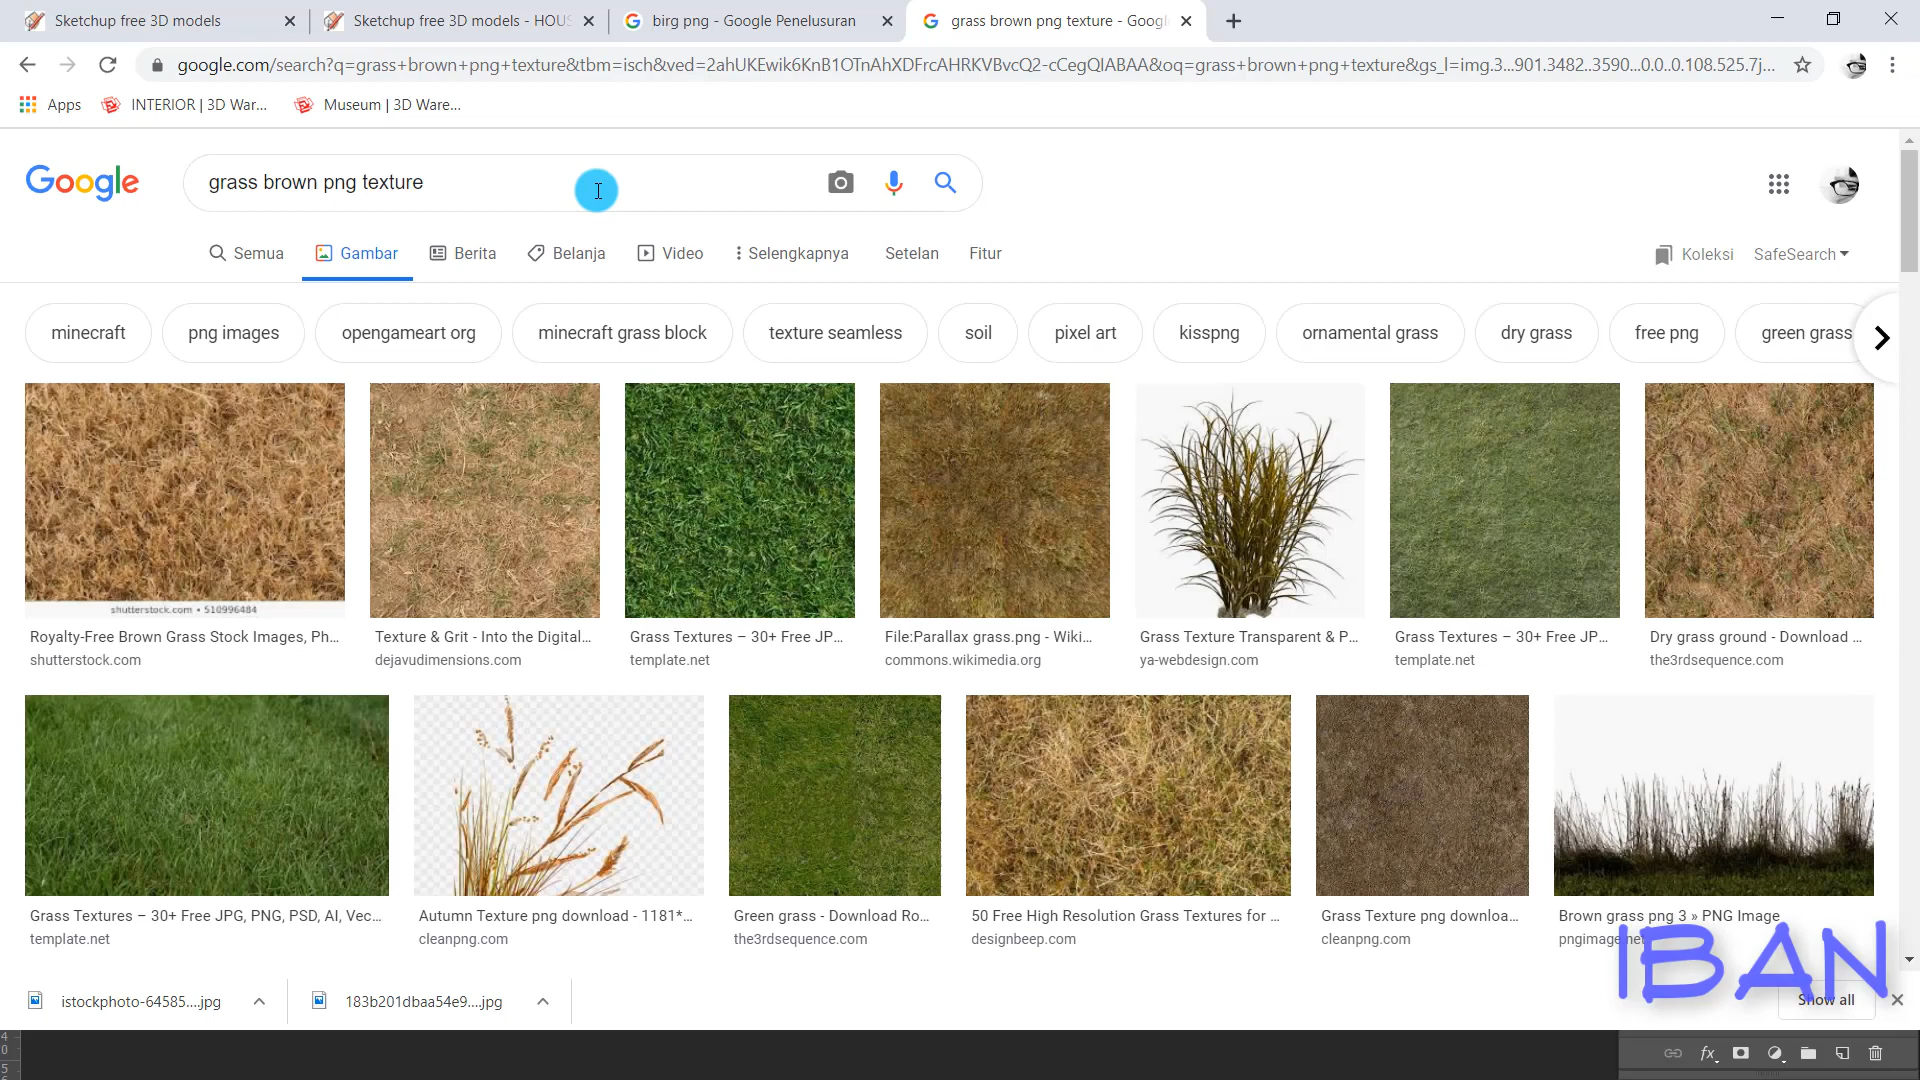 Sketchup free 3D models
Sketchup free 3D models - HOUS
birg png - Google Penelusuran
grass brown png texture - Googl
google.com/search?q=grass+brown+png+texture&tbm=isch&ved=2ahUKEwik6KnB1OTnAhXDFrcAHRKVBvcQ2-cCegQIABAA&oq=grass+brown+png+texture&gs_l=img.3...901.3482..3590...0.0..0.108.525.7j...
Apps
INTERIOR | 3D War...
Museum | 3D Ware...
Google
grass brown png texture
Semua
Gambar
Berita
Belanja
Video
Selengkapnya
Setelan
Fitur
Koleksi
SafeSearch
minecraft
png images
opengameart org
minecraft grass block
texture seamless
soil
pixel art
kisspng
ornamental grass
dry grass
free png
green grass
shutterstock.com • 510996484
Royalty-Free Brown Grass Stock Images, Ph...
shutterstock.com
Texture & Grit - Into the Digital...
dejavudimensions.com
Grass Textures – 30+ Free JP...
template.net
File:Parallax grass.png - Wiki...
commons.wikimedia.org
Grass Texture Transparent & P...
ya-webdesign.com
Grass Textures – 30+ Free JP...
template.net
Dry grass ground - Download ...
the3rdsequence.com
Grass Textures – 30+ Free JPG, PNG, PSD, AI, Vec...
template.net
Autumn Texture png download - 1181*...
cleanpng.com
Green grass - Download Ro...
the3rdsequence.com
50 Free High Resolution Grass Textures for ...
designbeep.com
Grass Texture png downloa...
cleanpng.com
Brown grass png 3 » PNG Image
pngimage.net
IBAN
istockphoto-64585....jpg
183b201dbaa54e9....jpg
Show all
4
0
5
fx